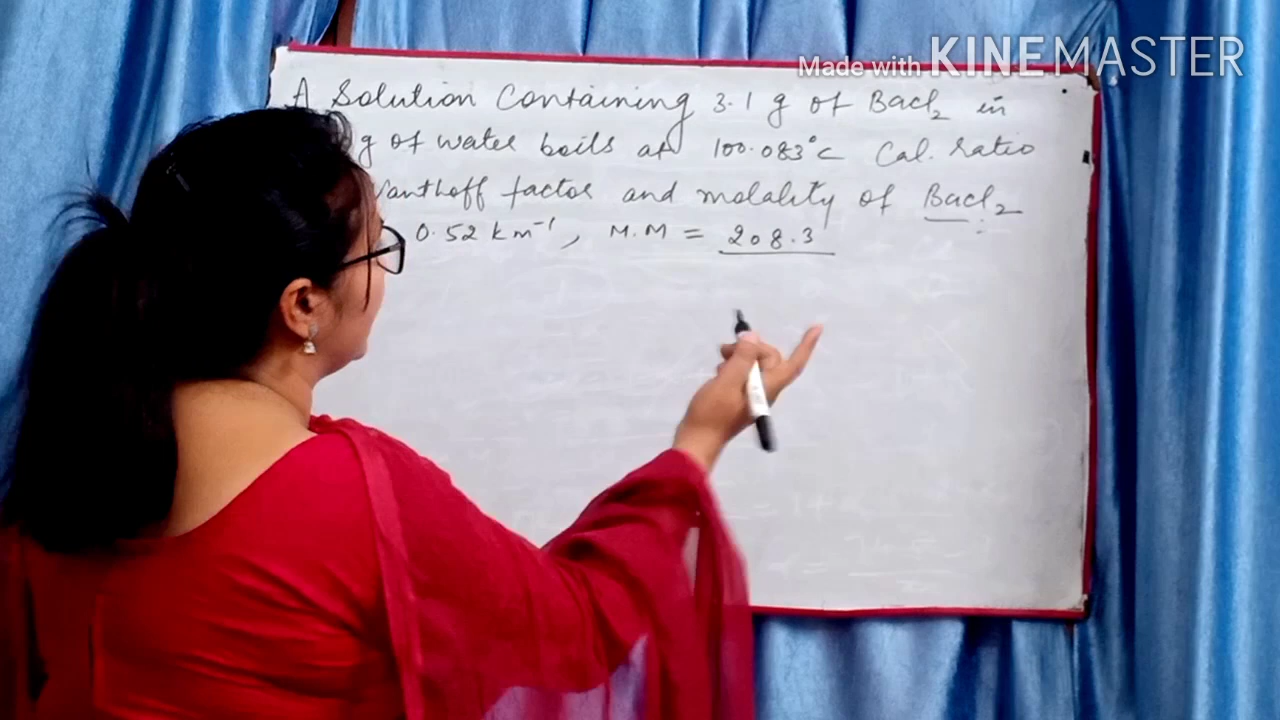 Made with KINEMASTER
A Solution Containing 3.1 g of Bacl2 in
g of water boils at 100.083°C Cal. ratio
Vanthoff factor and molality of Bacl2
0.52 k m⁻¹, M.M = 208.3